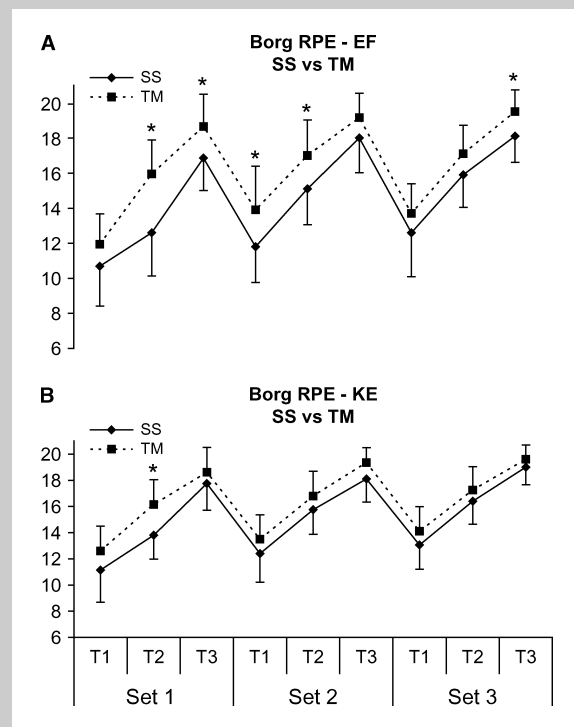 A
Borg RPE - EF
SS vs TM
SS
TM
20
18
16
14
12
10
8
6
*
*
*
*
*
B
Borg RPE - KE
SS vs TM
SS
TM
20
18
16
14
12
10
8
6
*
T1 T2 T3 T1 T2 T3 T1 T2 T3
Set 1 Set 2 Set 3